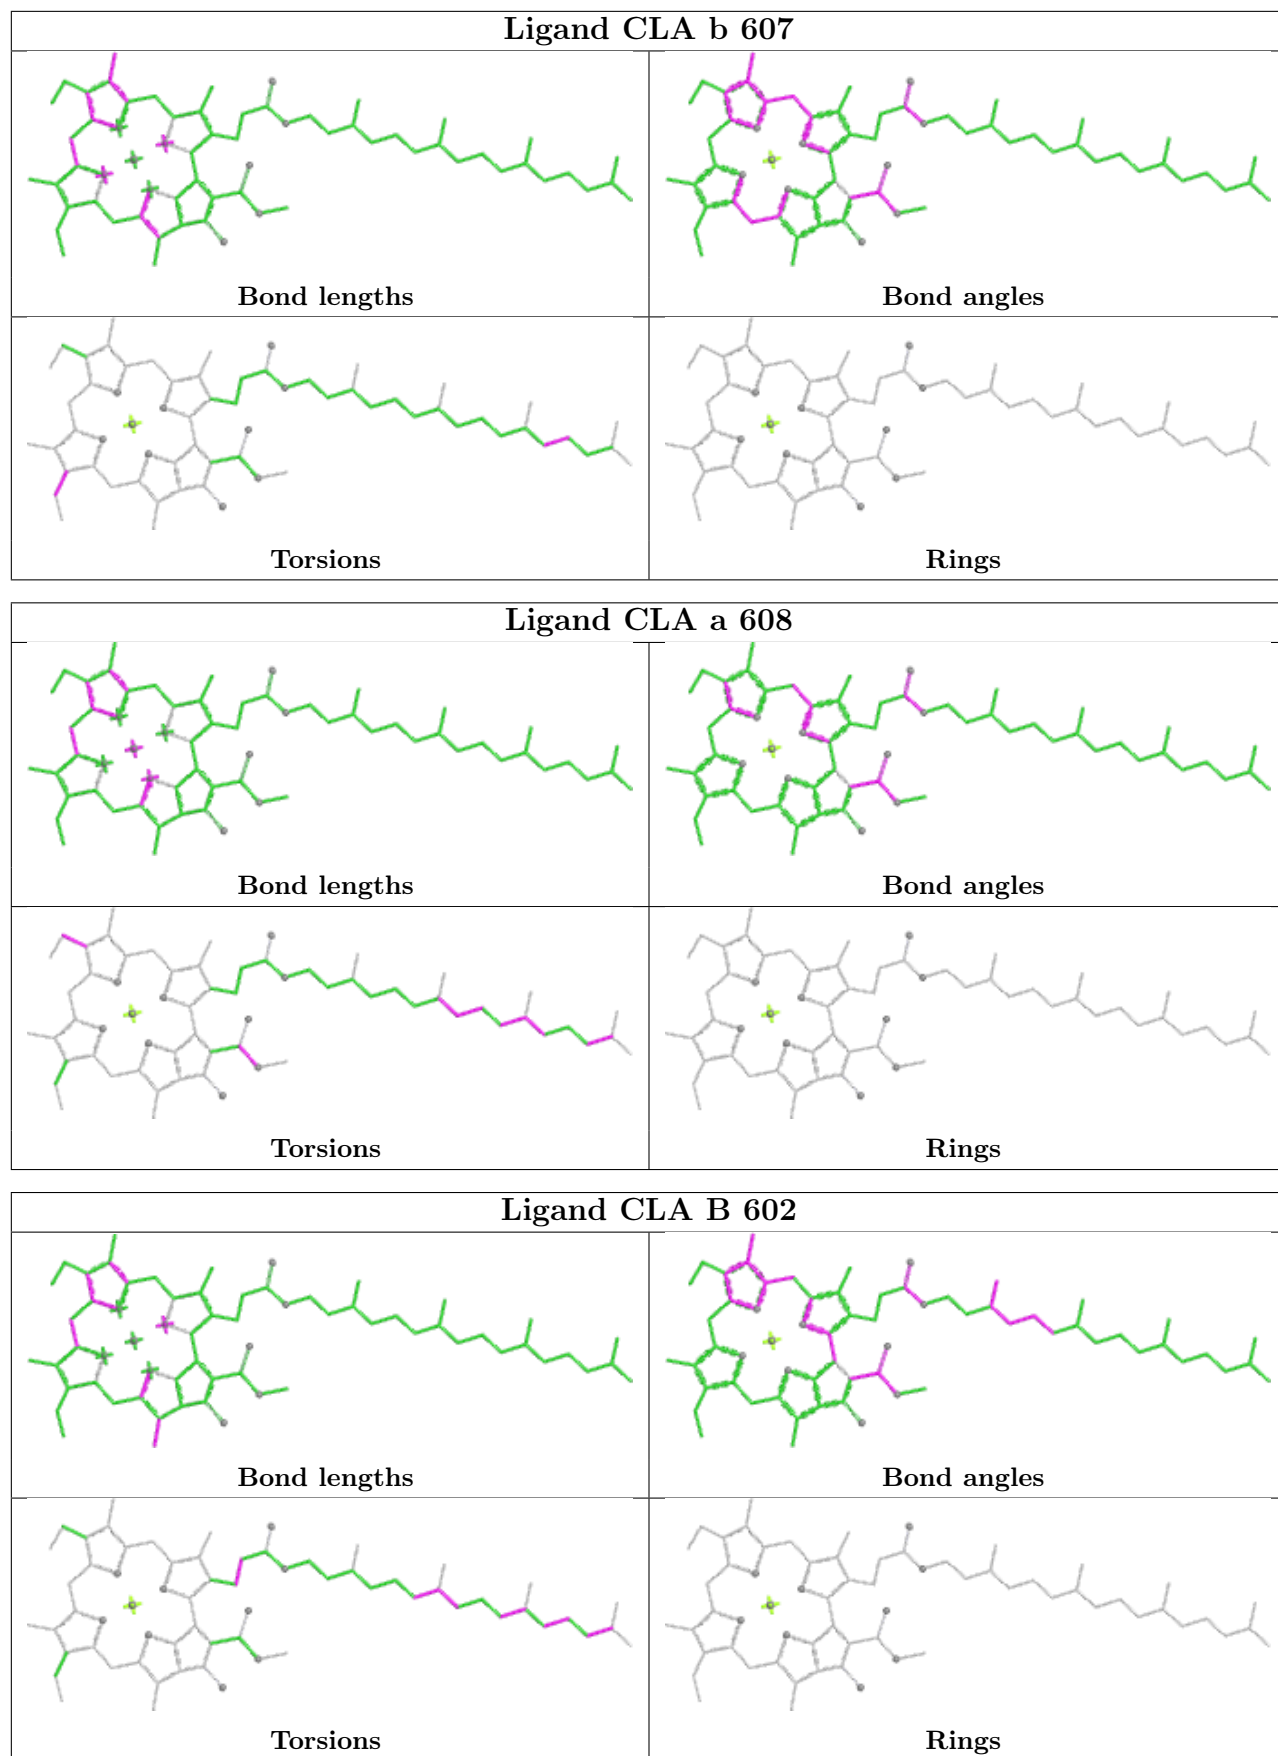 Ligand CLA b 607
Bond lengths
Bond angles
Torsions
Rings
Ligand CLA a 608
Bond lengths
Bond angles
Torsions
Rings
Ligand CLA B 602
Bond lengths
Bond angles
Torsions
Rings